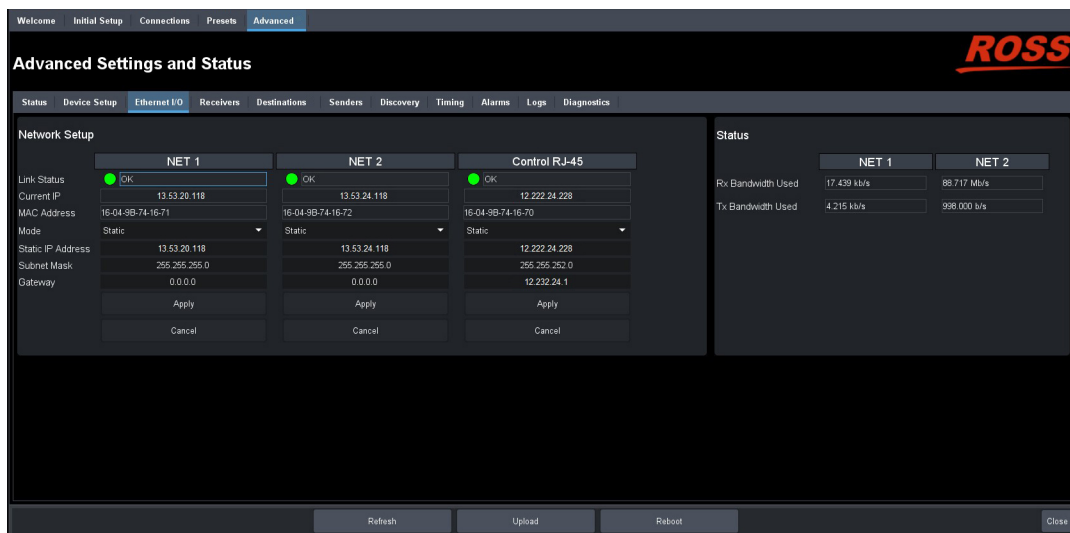 Welcome Initial Setup Connections Presets Advanced
ROSS
Advanced Settings and Status
Status Device Setup Ethernet I/O Receivers Destinations Senders Discovery Timing Alarms Logs Diagnostics
Network Setup
NET 1 NET 2 Control RJ-45
Link Status OK OK OK
Current IP 13.53.20.118 13.53.24.118 12.222.24.228
MAC Address 16-04-9B-74-16-71 16-04-9B-74-16-72 16-04-9B-74-16-70
Mode Static Static Static
Static IP Address 13.53.20.118 13.53.24.118 12.222.24.228
Subnet Mask 255.255.255.0 255.255.255.0 255.255.252.0
Gateway 0.0.0.0 0.0.0.0 12.232.24.1
Apply Apply Apply
Cancel Cancel Cancel
Status
NET 1 NET 2
Rx Bandwidth Used 17.439 kb/s 88.717 Mb/s
Tx Bandwidth Used 4.215 kb/s 998.000 b/s
Refresh Upload Reboot Close